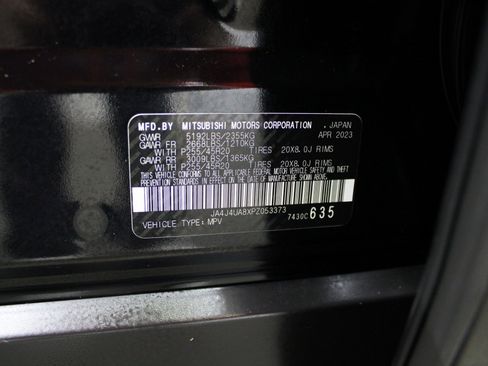 MFD.BY MITSUBISHI MOTORS CORPORATION , JAPAN
GVWR 5192LBS/2355KG APR 2023
GAWR FR 2668LBS/1210KG
WITH P255/45R20 TIRES 20X8.0J RIMS
GAWR RR 3009LBS/1365KG
WITH P255/45R20 TIRES 20X8.0J RIMS
THIS VEHICLE CONFORMS TO ALL APPLICABLE
FEDERAL MOTOR VEHICLE SAFETY AND
THEFT PREVENTION STANDARDS IN EFFECT ON
THE DATE OF MANUFACTURE SHOWN ABOVE.
JA4J4UA8XPZ053373
VEHICLE TYPE: MPV 7430C 635